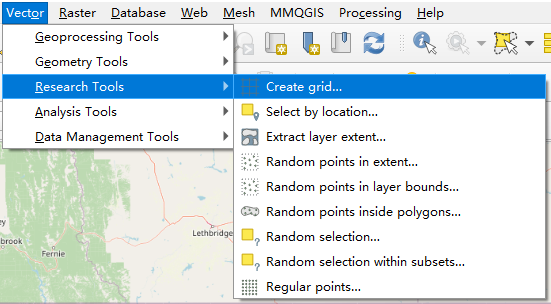 Vector Raster Database Web Mesh MMQGIS Processing Help
Geoprocessing Tools
Geometry Tools
Research Tools
Analysis Tools
Data Management Tools
Create grid...
Select by location...
Extract layer extent...
Random points in extent...
Random points in layer bounds...
Random points inside polygons...
Random selection...
Random selection within subsets...
Regular points...
Lethbridge
brook
Fernie